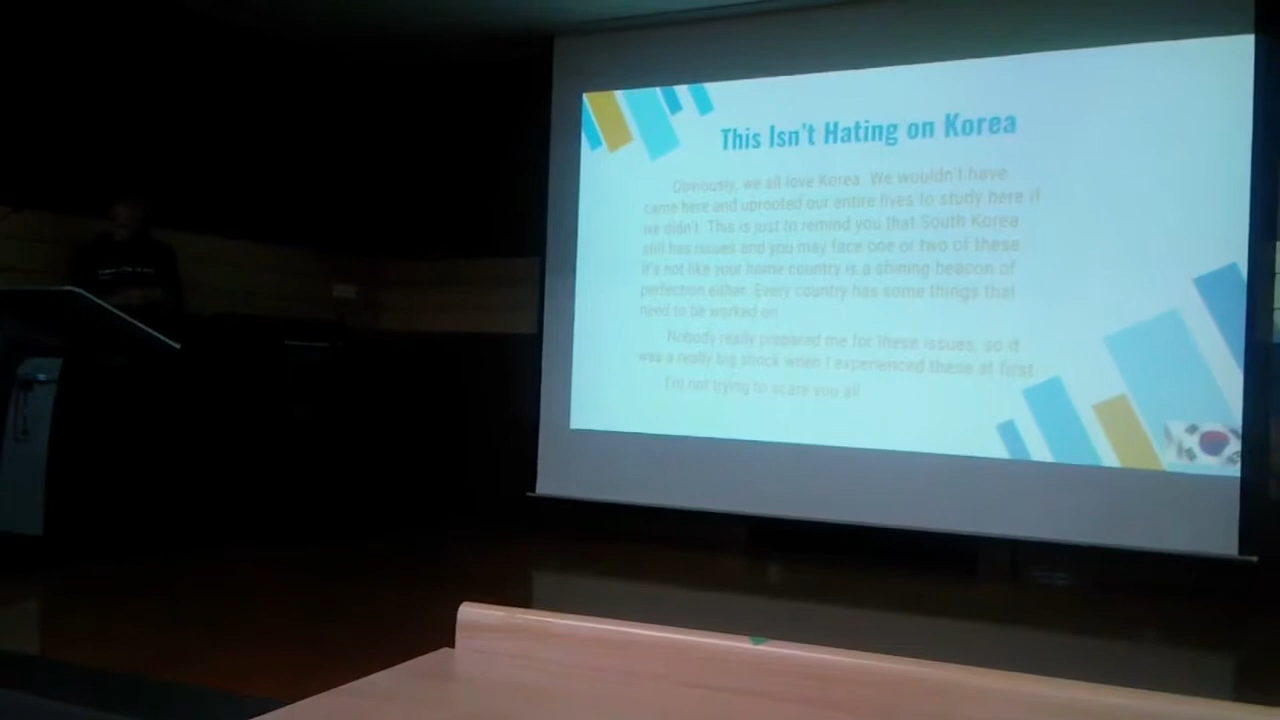 This Isn't Hating on Korea
Obviously, we all love Korea. We wouldn't have
came here and uprooted our entire lives to study here if
we didn't. This is just to remind you that South Korea
still has issues and you may face one or two of these.
It's not like your home country is a shining beacon of
perfection either. Every country has some things that
need to be worked on.
Nobody really prepared me for these issues, so it
was a really big shock when I experienced these at first.
I'm not trying to scare you all